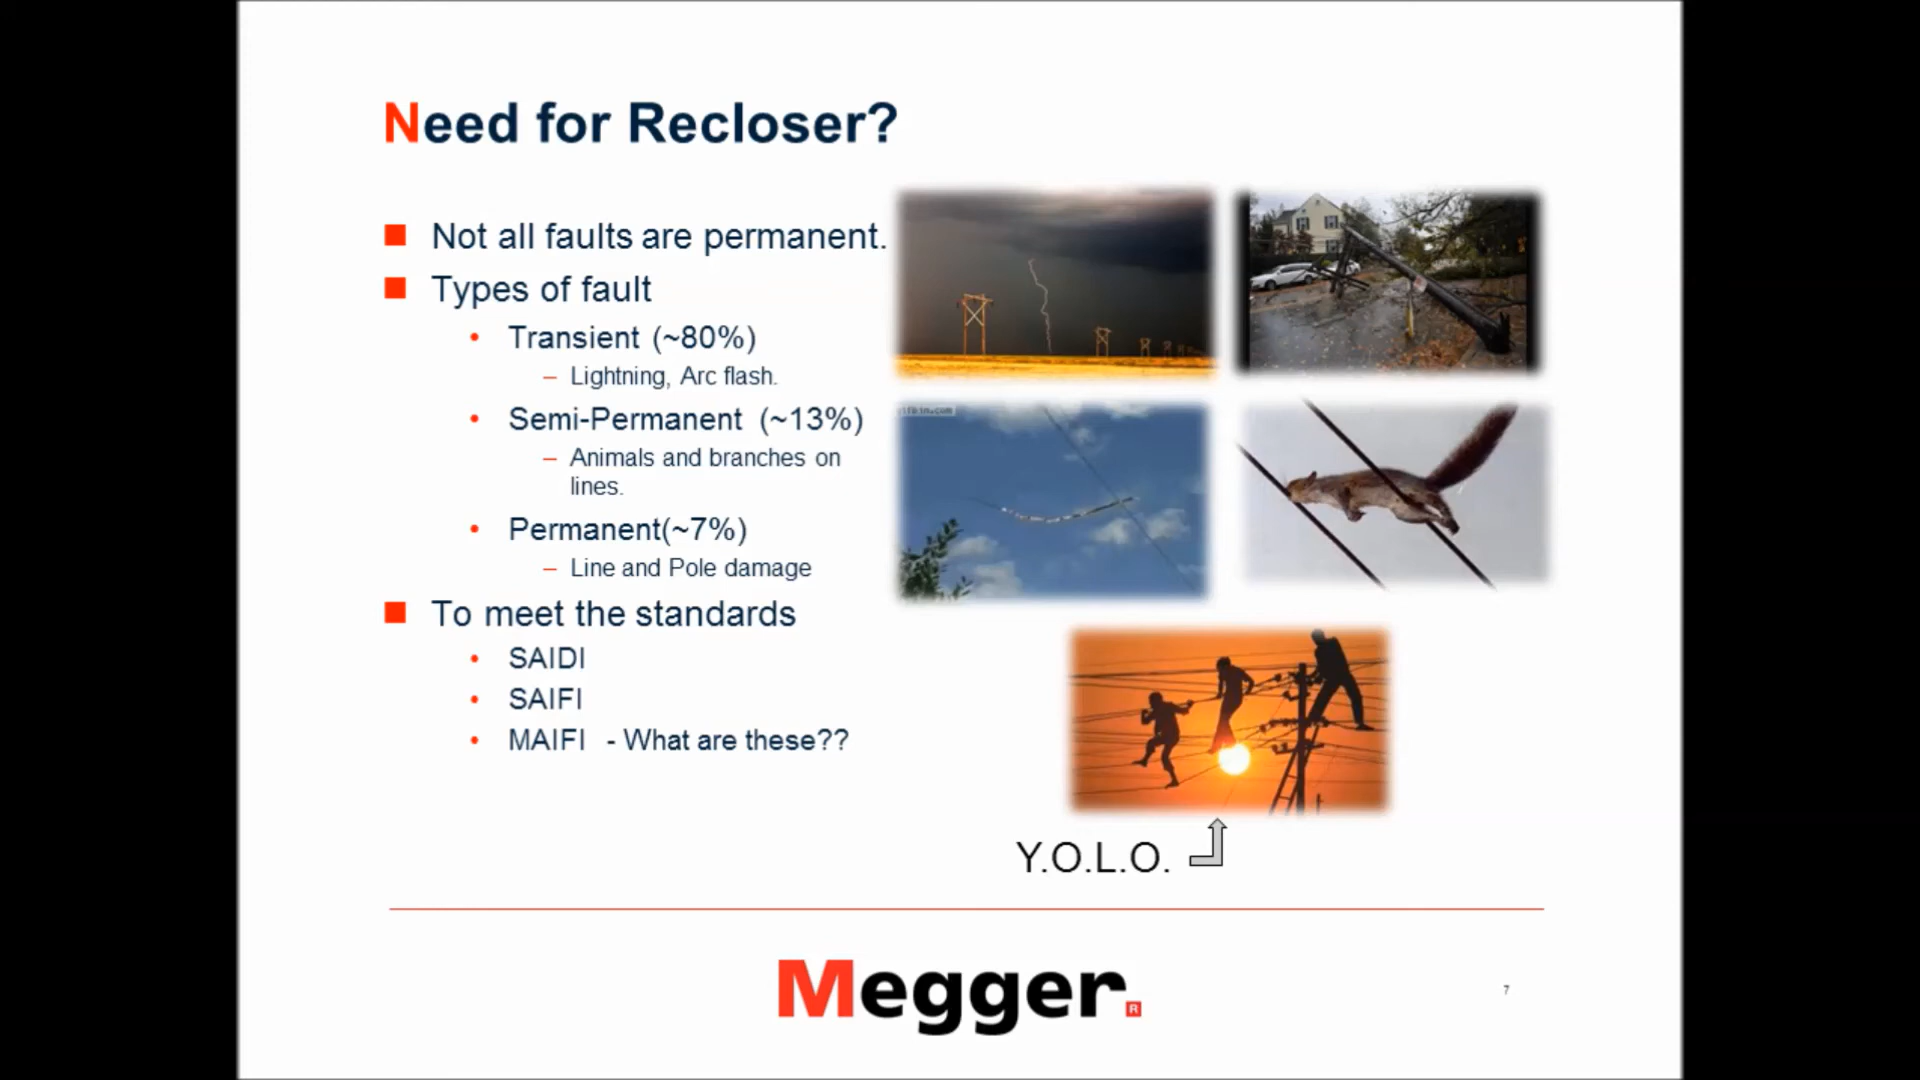 Need for Recloser?
Not all faults are permanent.
Types of fault
Transient (~80%)
– Lightning, Arc flash.
Semi-Permanent (~13%)
– Animals and branches on
lines.
Permanent(~7%)
– Line and Pole damage
To meet the standards
SAIDI
SAIFI
MAIFI - What are these??
Y.O.L.O.
Megger.
R
7